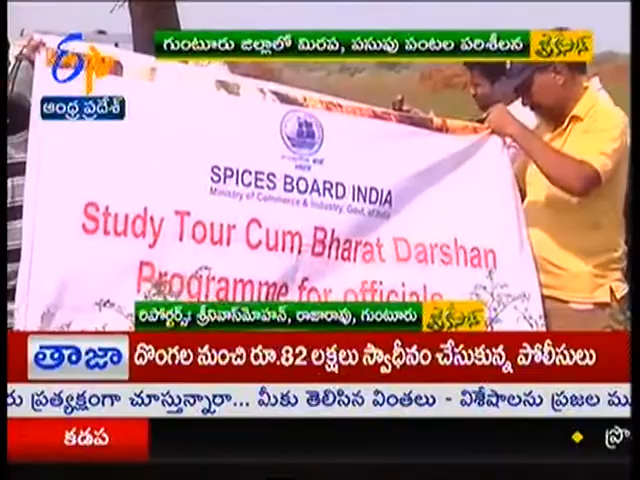 గుంటూరు జిల్లాలో మిరప, పసుపు పంటల పరిశీలన
ఆంధ్ర ప్రదేశ్
SPICES BOARD INDIA
Ministry of Commerce & Industry, Govt. of India
Study Tour Cum Bharat Darshan
Programme for officials
రిపోర్టర్స్: శ్రీనివాస్‌మోహన్, రాజారావు, గుంటూరు
తాజా దొంగల నుంచి రూ.82 లక్షలు స్వాధీనం చేసుకున్న పోలీసులు
ప్రత్యక్షంగా చూస్తున్నారా... మీకు తెలిసిన వింతలు - విశేషాలను ప్రజల
కడప